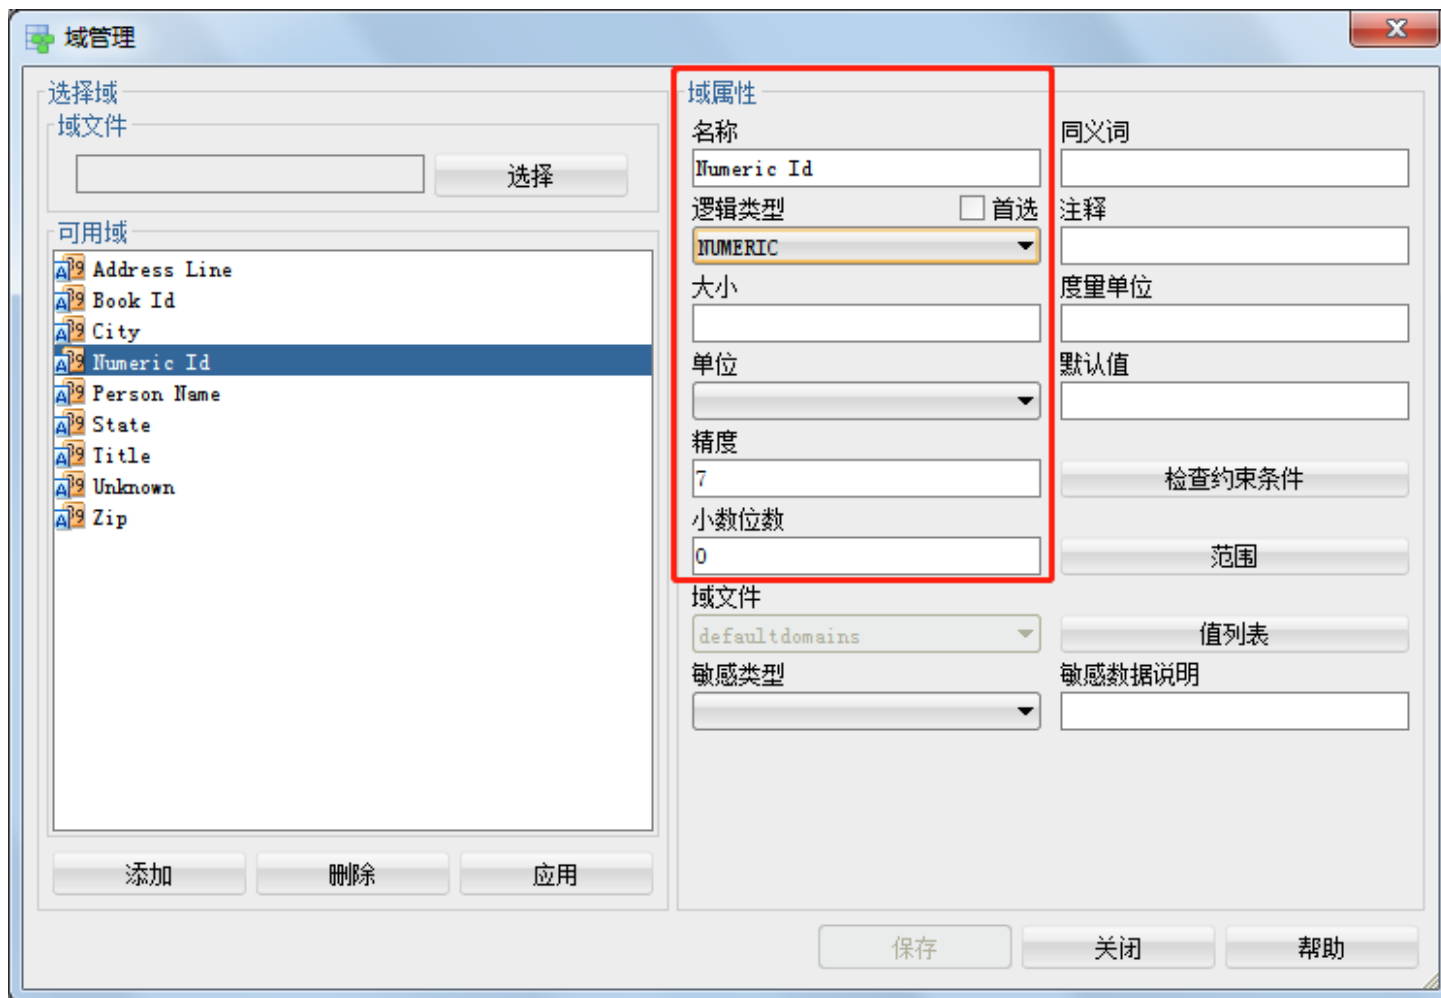 域管理
选择域
域文件
选择
可用域
Address Line
Book Id
City
Numeric Id
Person Name
State
Title
Unknown
Zip
添加 删除 应用
域属性
名称 同义词
Numeric Id
逻辑类型 首选 注释
NUMERIC
大小 度量单位
单位 默认值
精度
7 检查约束条件
小数位数
0 范围
域文件
defaultdomains 值列表
敏感类型 敏感数据说明
保存 关闭 帮助